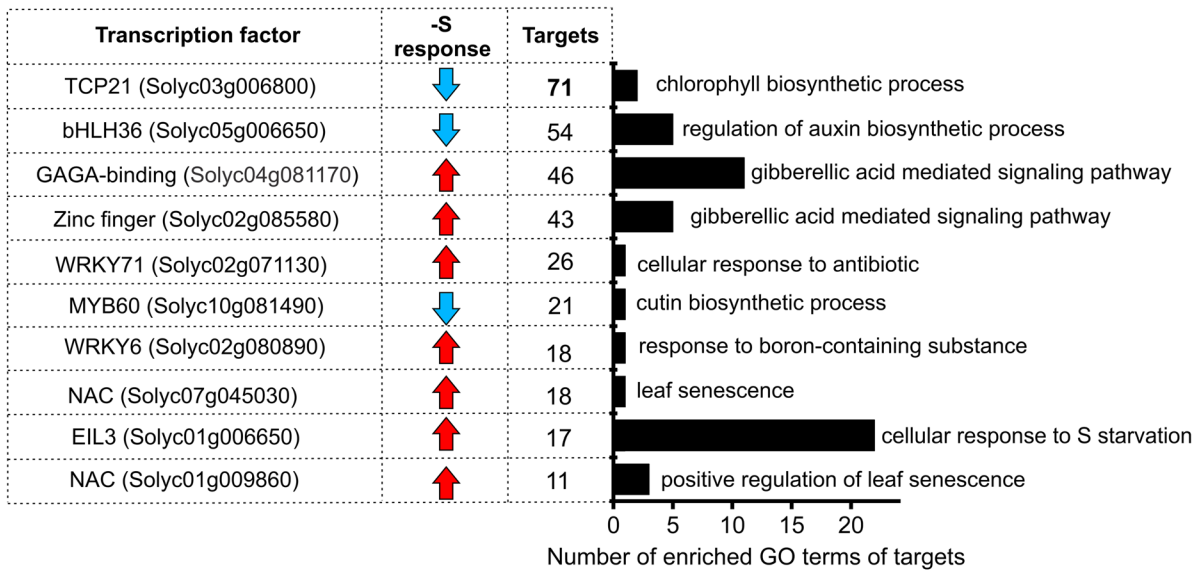 Transcription factor -S response Targets
TCP21 (Solyc03g006800) 71 chlorophyll biosynthetic process
bHLH36 (Solyc05g006650) 54 regulation of auxin biosynthetic process
GAGA-binding (Solyc04g081170) 46 gibberellic acid mediated signaling pathway
Zinc finger (Solyc02g085580) 43 gibberellic acid mediated signaling pathway
WRKY71 (Solyc02g071130) 26 cellular response to antibiotic
MYB60 (Solyc10g081490) 21 cutin biosynthetic process
WRKY6 (Solyc02g080890) 18 response to boron-containing substance
NAC (Solyc07g045030) 18 leaf senescence
EIL3 (Solyc01g006650) 17 cellular response to S starvation
NAC (Solyc01g009860) 11 positive regulation of leaf senescence
0 5 10 15 20
Number of enriched GO terms of targets